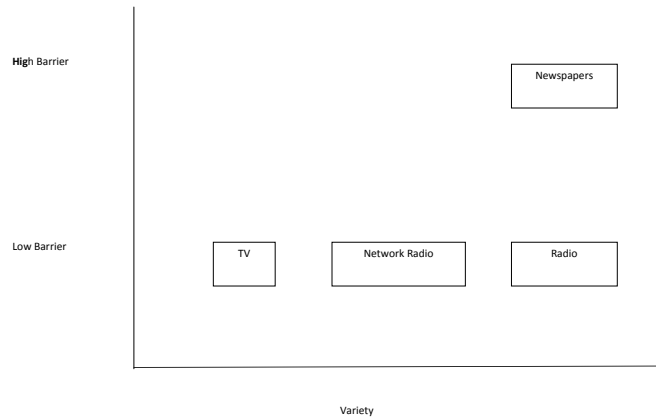 High Barrier
Newspapers
Low Barrier
TV
Network Radio
Radio
Variety